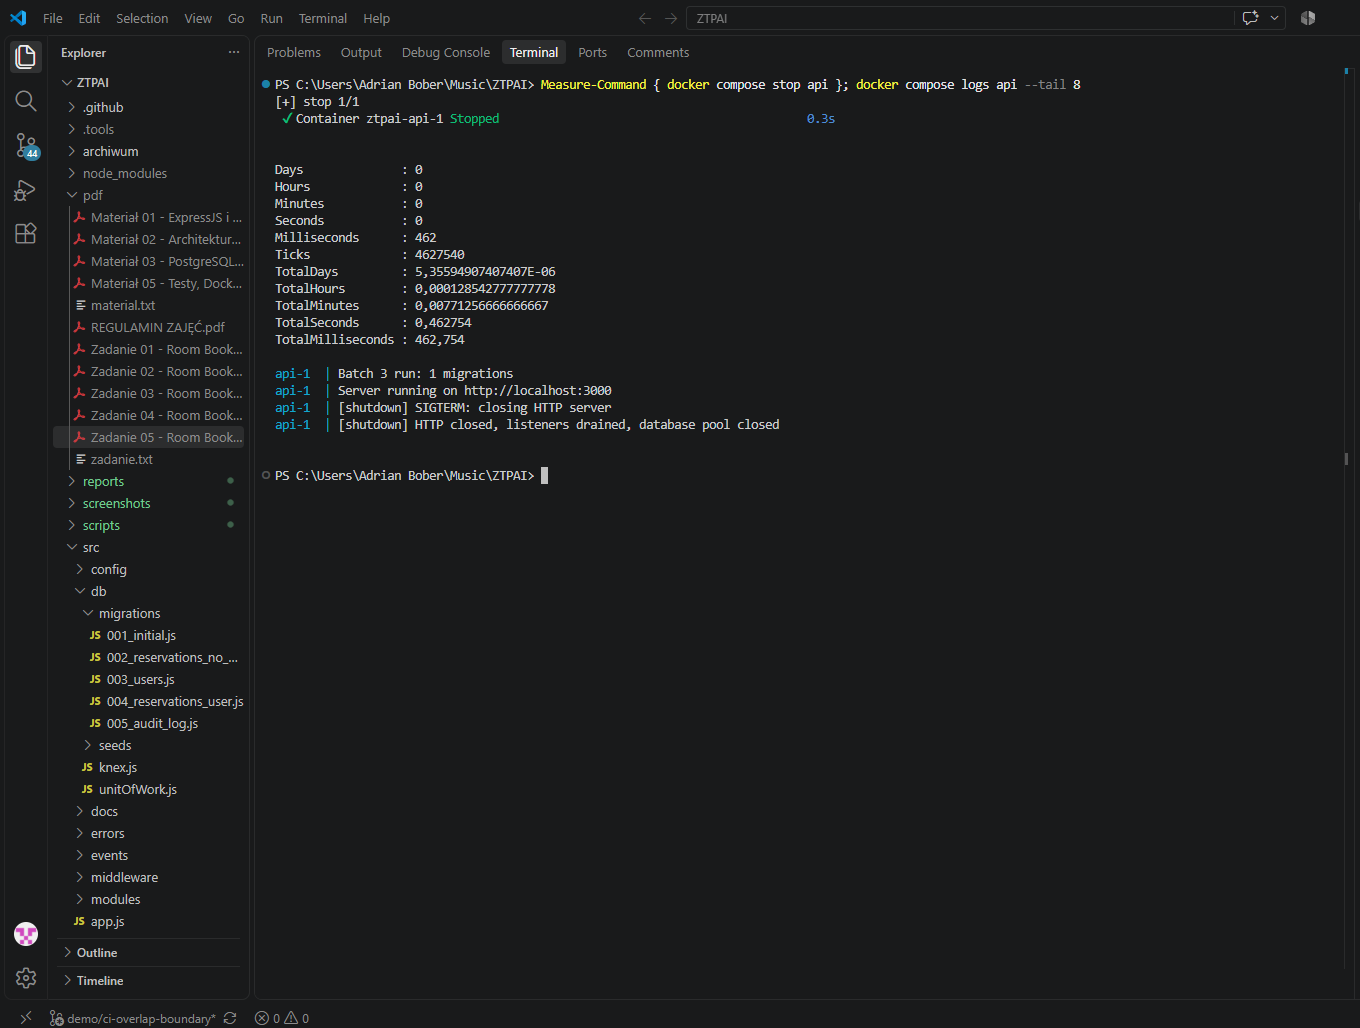 File Edit Selection View Go Run Terminal Help
ZTPAI
Explorer
ZTPAI
.github
.tools
archiwum
node_modules
pdf
Materiał 01 - ExpressJS i ...
Materiał 02 - Architektur...
Materiał 03 - PostgreSQL...
Materiał 05 - Testy, Dock...
material.txt
REGULAMIN ZAJĘĆ.pdf
Zadanie 01 - Room Book...
Zadanie 02 - Room Book...
Zadanie 03 - Room Book...
Zadanie 04 - Room Book...
Zadanie 05 - Room Book...
zadanie.txt
reports
screenshots
scripts
src
config
db
migrations
JS 001_initial.js
JS 002_reservations_no_...
JS 003_users.js
JS 004_reservations_user.js
JS 005_audit_log.js
seeds
JS knex.js
JS unitOfWork.js
docs
errors
events
middleware
modules
JS app.js
Outline
Timeline
44
Problems Output Debug Console Terminal Ports Comments
PS C:\Users\Adrian Bober\Music\ZTPAI> Measure-Command { docker compose stop api }; docker compose logs api --tail 8
[+] stop 1/1
✓ Container ztpai-api-1 Stopped 0.3s
Days : 0
Hours : 0
Minutes : 0
Seconds : 0
Milliseconds : 462
Ticks : 4627540
TotalDays : 5,35594907407407E-06
TotalHours : 0,000128542777777778
TotalMinutes : 0,00771256666666667
TotalSeconds : 0,462754
TotalMilliseconds : 462,754
api-1 | Batch 3 run: 1 migrations
api-1 | Server running on http://localhost:3000
api-1 | [shutdown] SIGTERM: closing HTTP server
api-1 | [shutdown] HTTP closed, listeners drained, database pool closed
PS C:\Users\Adrian Bober\Music\ZTPAI>
demo/ci-overlap-boundary* 0 0